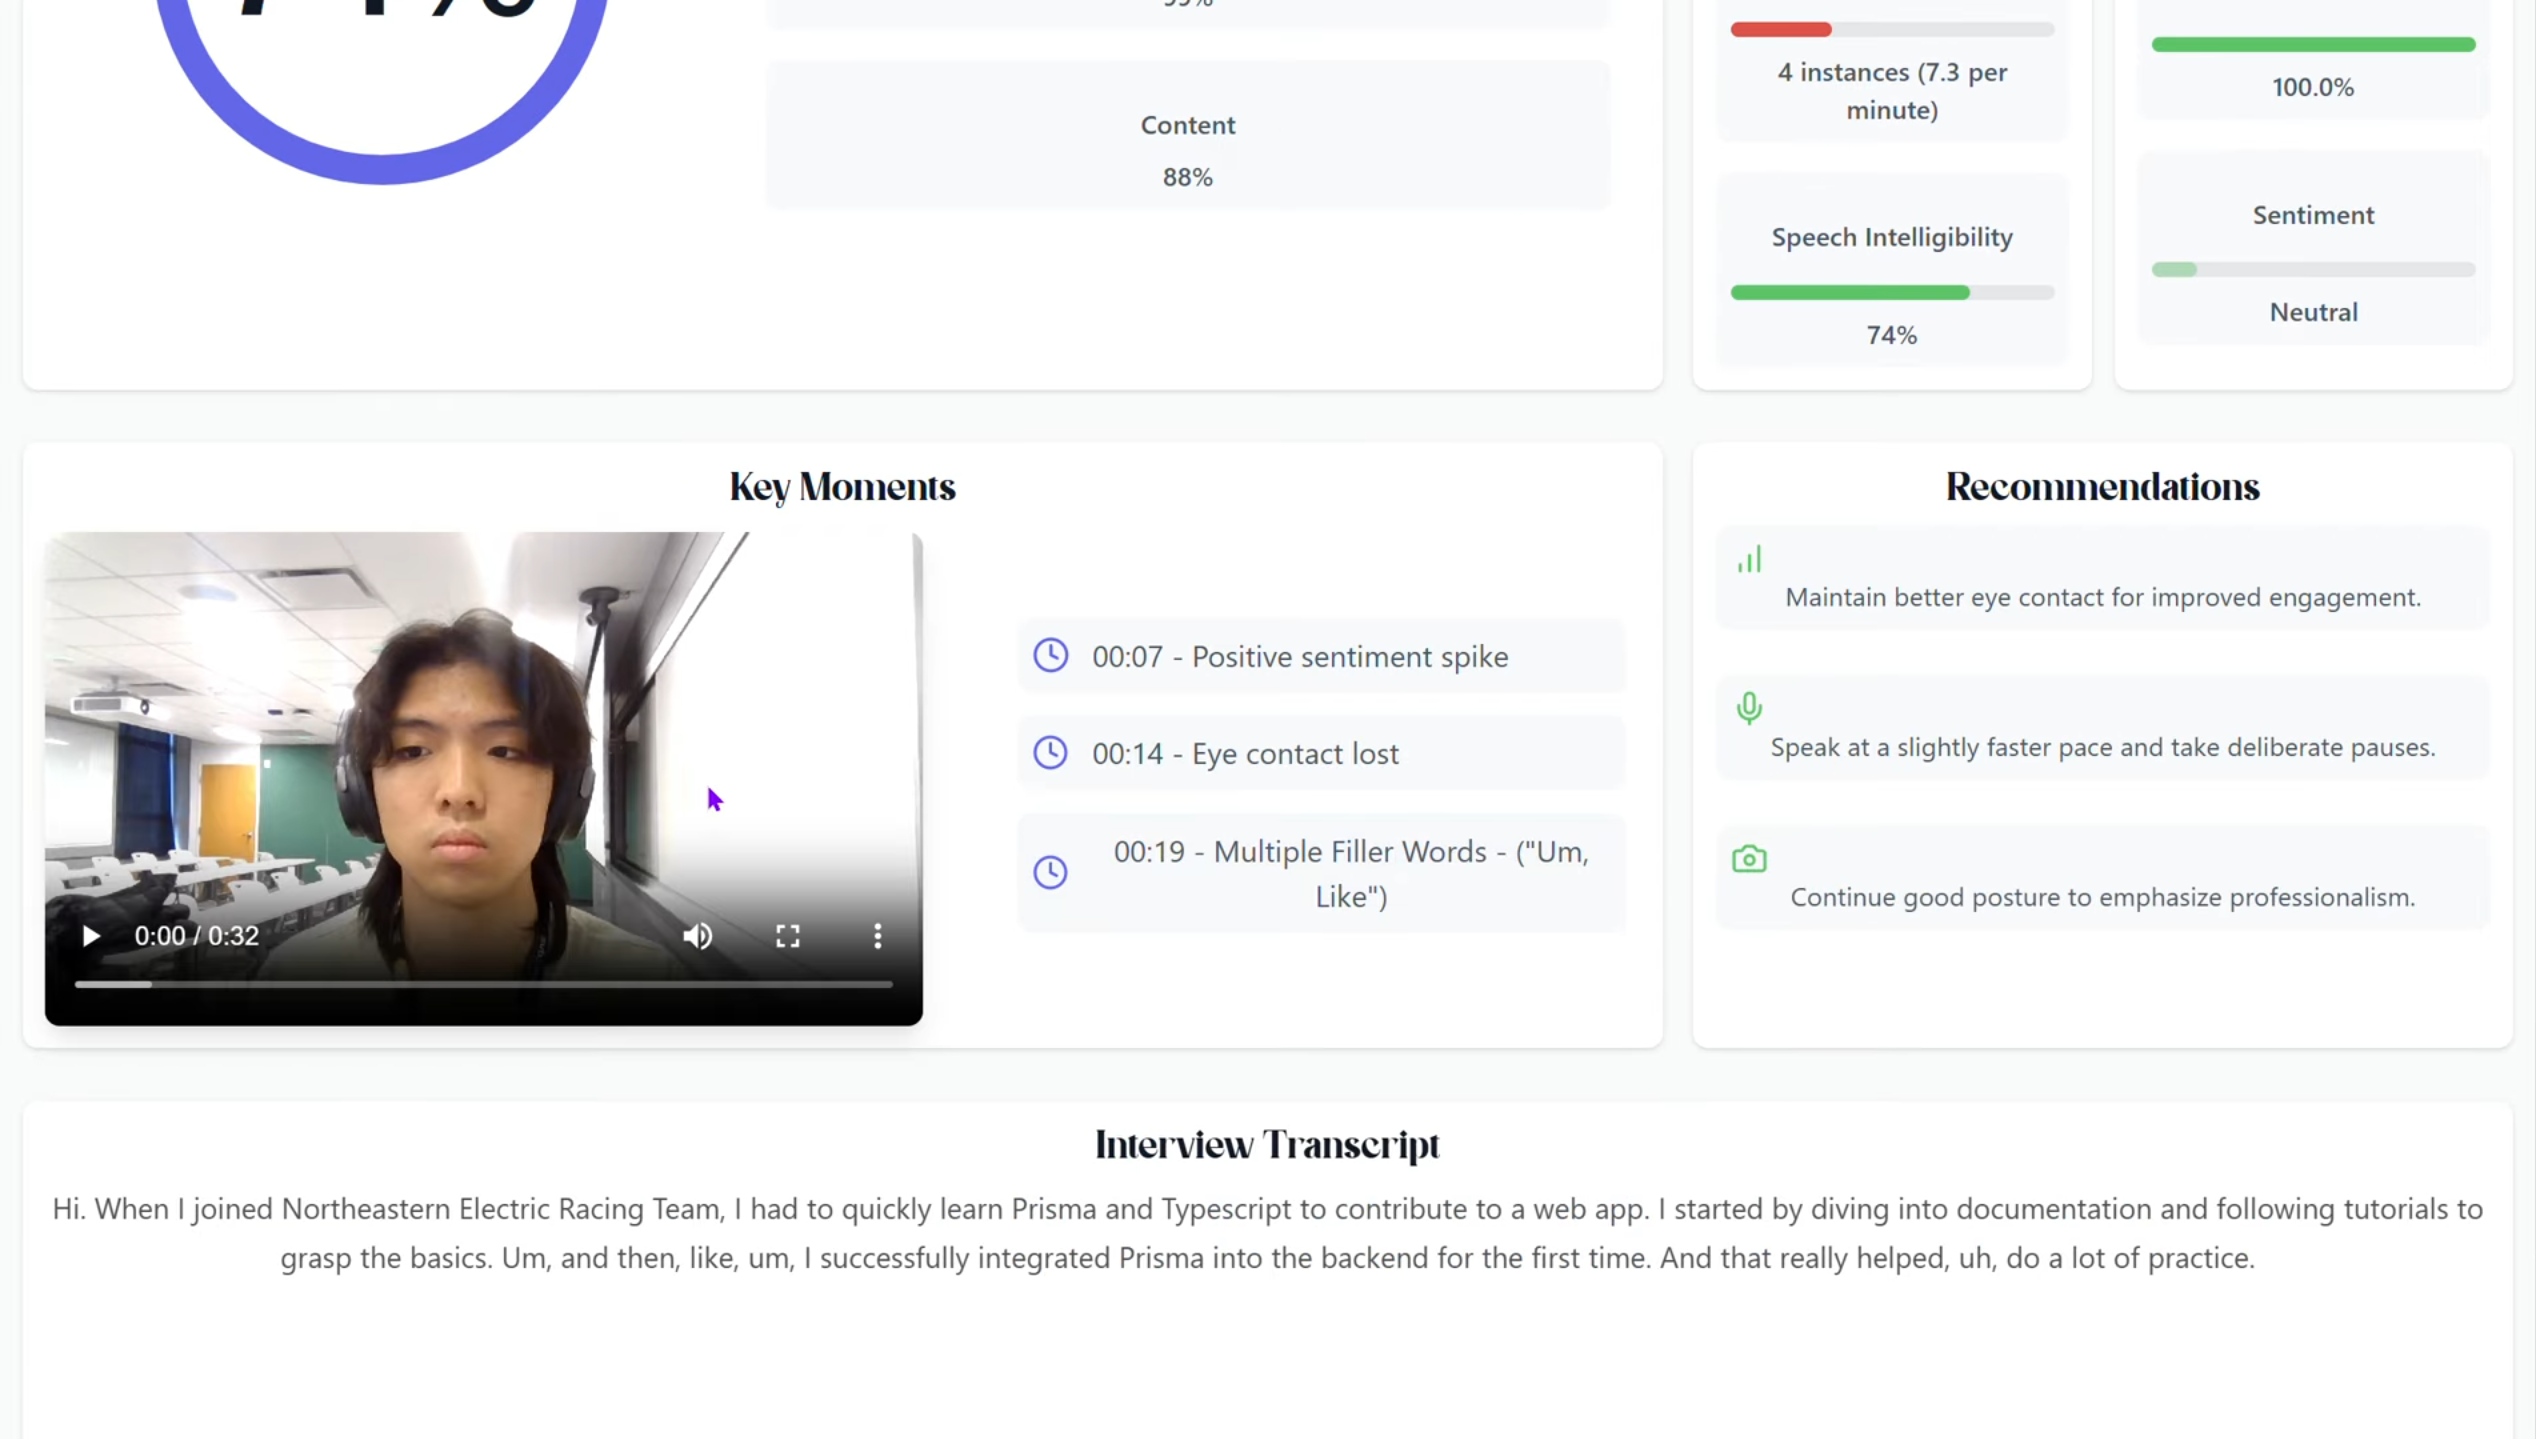 Content
88%
4 instances (7.3 per
minute)
Speech Intelligibility
74%
100.0%
Sentiment
Neutral
Key Moments
0:00 / 0:32
00:07 - Positive sentiment spike
00:14 - Eye contact lost
00:19 - Multiple Filler Words - ("Um,
Like")
Recommendations
Maintain better eye contact for improved engagement.
Speak at a slightly faster pace and take deliberate pauses.
Continue good posture to emphasize professionalism.
Interview Transcript
Hi. When I joined Northeastern Electric Racing Team, I had to quickly learn Prisma and Typescript to contribute to a web app. I started by diving into documentation and following tutorials to
grasp the basics. Um, and then, like, um, I successfully integrated Prisma into the backend for the first time. And that really helped, uh, do a lot of practice.